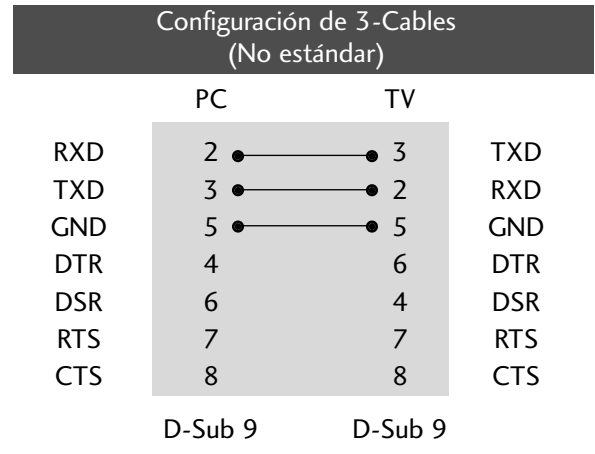 Configuración de 3-Cables
(No estándar)
PC TV
RXD 2 3 TXD
TXD 3 2 RXD
GND 5 5 GND
DTR 4 6 DTR
DSR 6 4 DSR
RTS 7 7 RTS
CTS 8 8 CTS
D-Sub 9 D-Sub 9